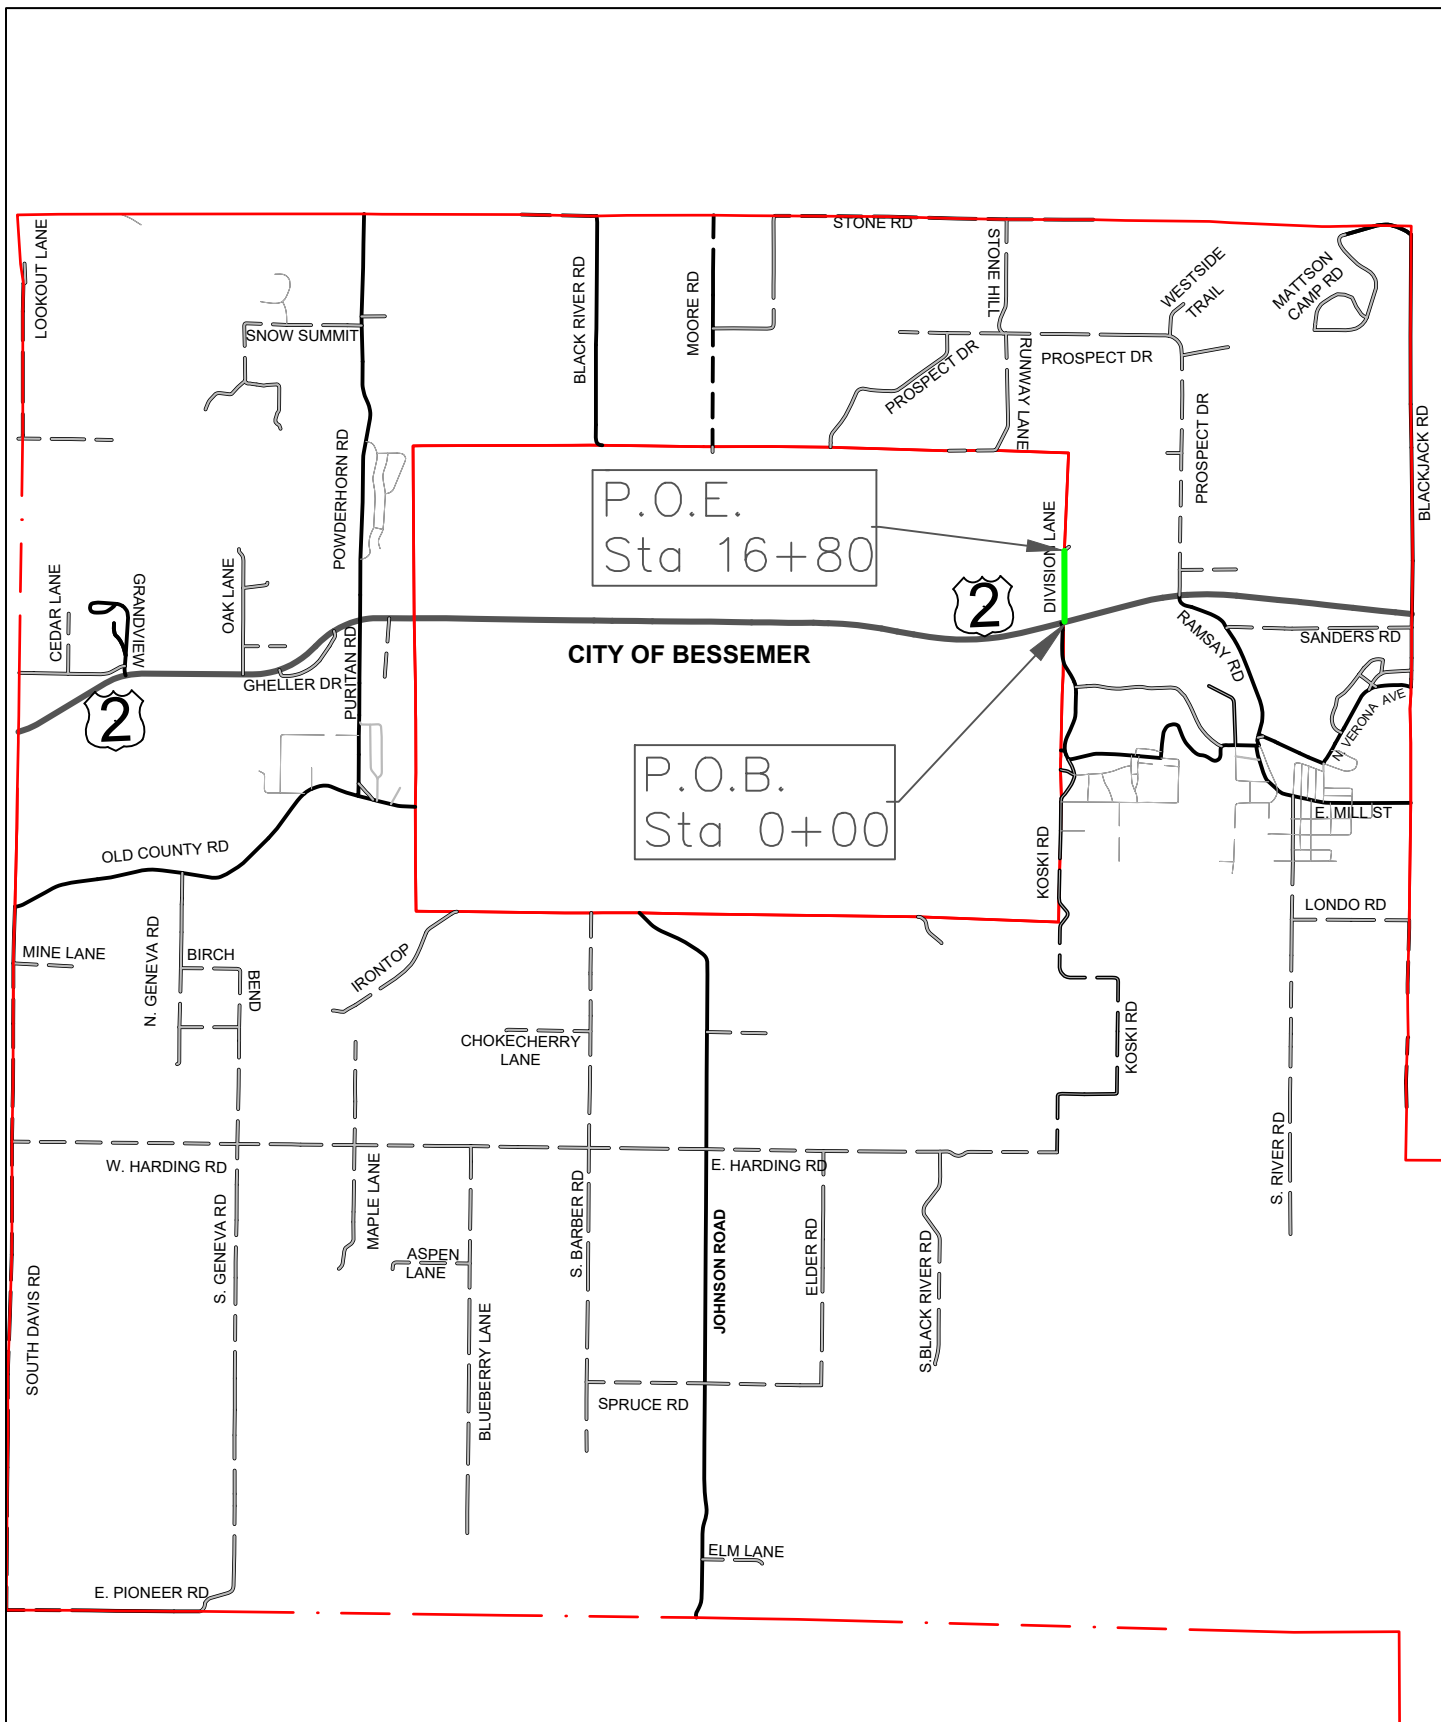 STONE RD
LOOKOUT LANE
SNOW SUMMIT
BLACK RIVER RD
MOORE RD
STONE HILL
WESTSIDE
TRAIL
MATTSON
CAMP RD
PROSPECT DR
PROSPECT DR
RUNWAY LANE
PROSPECT DR
BLACKJACK RD
POWDERHORN RD
P.O.E.
Sta 16+80
DIVISION LANE
2
CEDAR LANE
GRANDVIEW
OAK LANE
GHELLER DR
PURITAN RD
CITY OF BESSEMER
RAMSAY RD
SANDERS RD
2
N. VERONA AVE
P.O.B.
Sta 0+00
E. MILL ST
OLD COUNTY RD
KOSKI RD
LONDO RD
MINE LANE
N. GENEVA RD
BIRCH
BEND
IRONTOP
CHOKECHERRY
LANE
KOSKI RD
W. HARDING RD
E. HARDING RD
S. RIVER RD
S. GENEVA RD
MAPLE LANE
ASPEN
LANE
S. BARBER RD
JOHNSON ROAD
ELDER RD
S.BLACK RIVER RD
SOUTH DAVIS RD
BLUEBERRY LANE
SPRUCE RD
ELM LANE
E. PIONEER RD